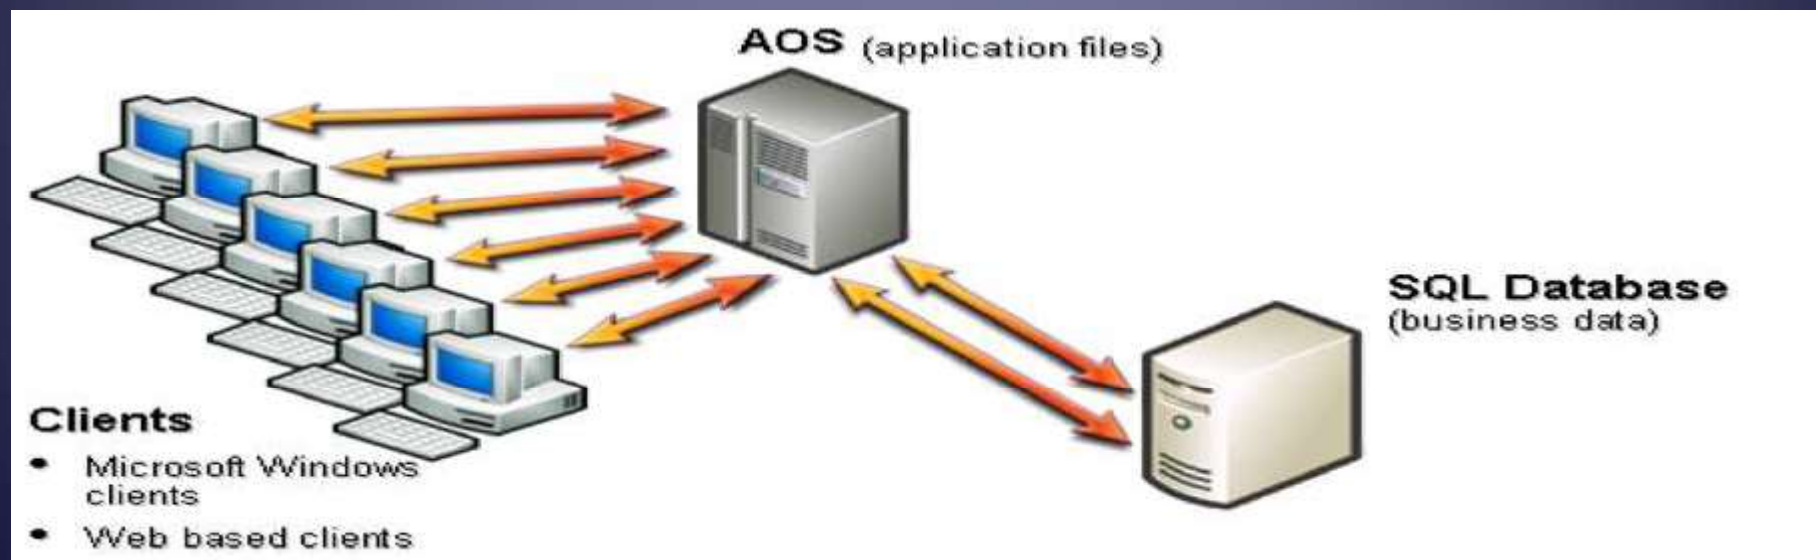 AOS (application files)
SQL Database
(business data)
Clients
• Microsoft Windows
clients
• Web based clients